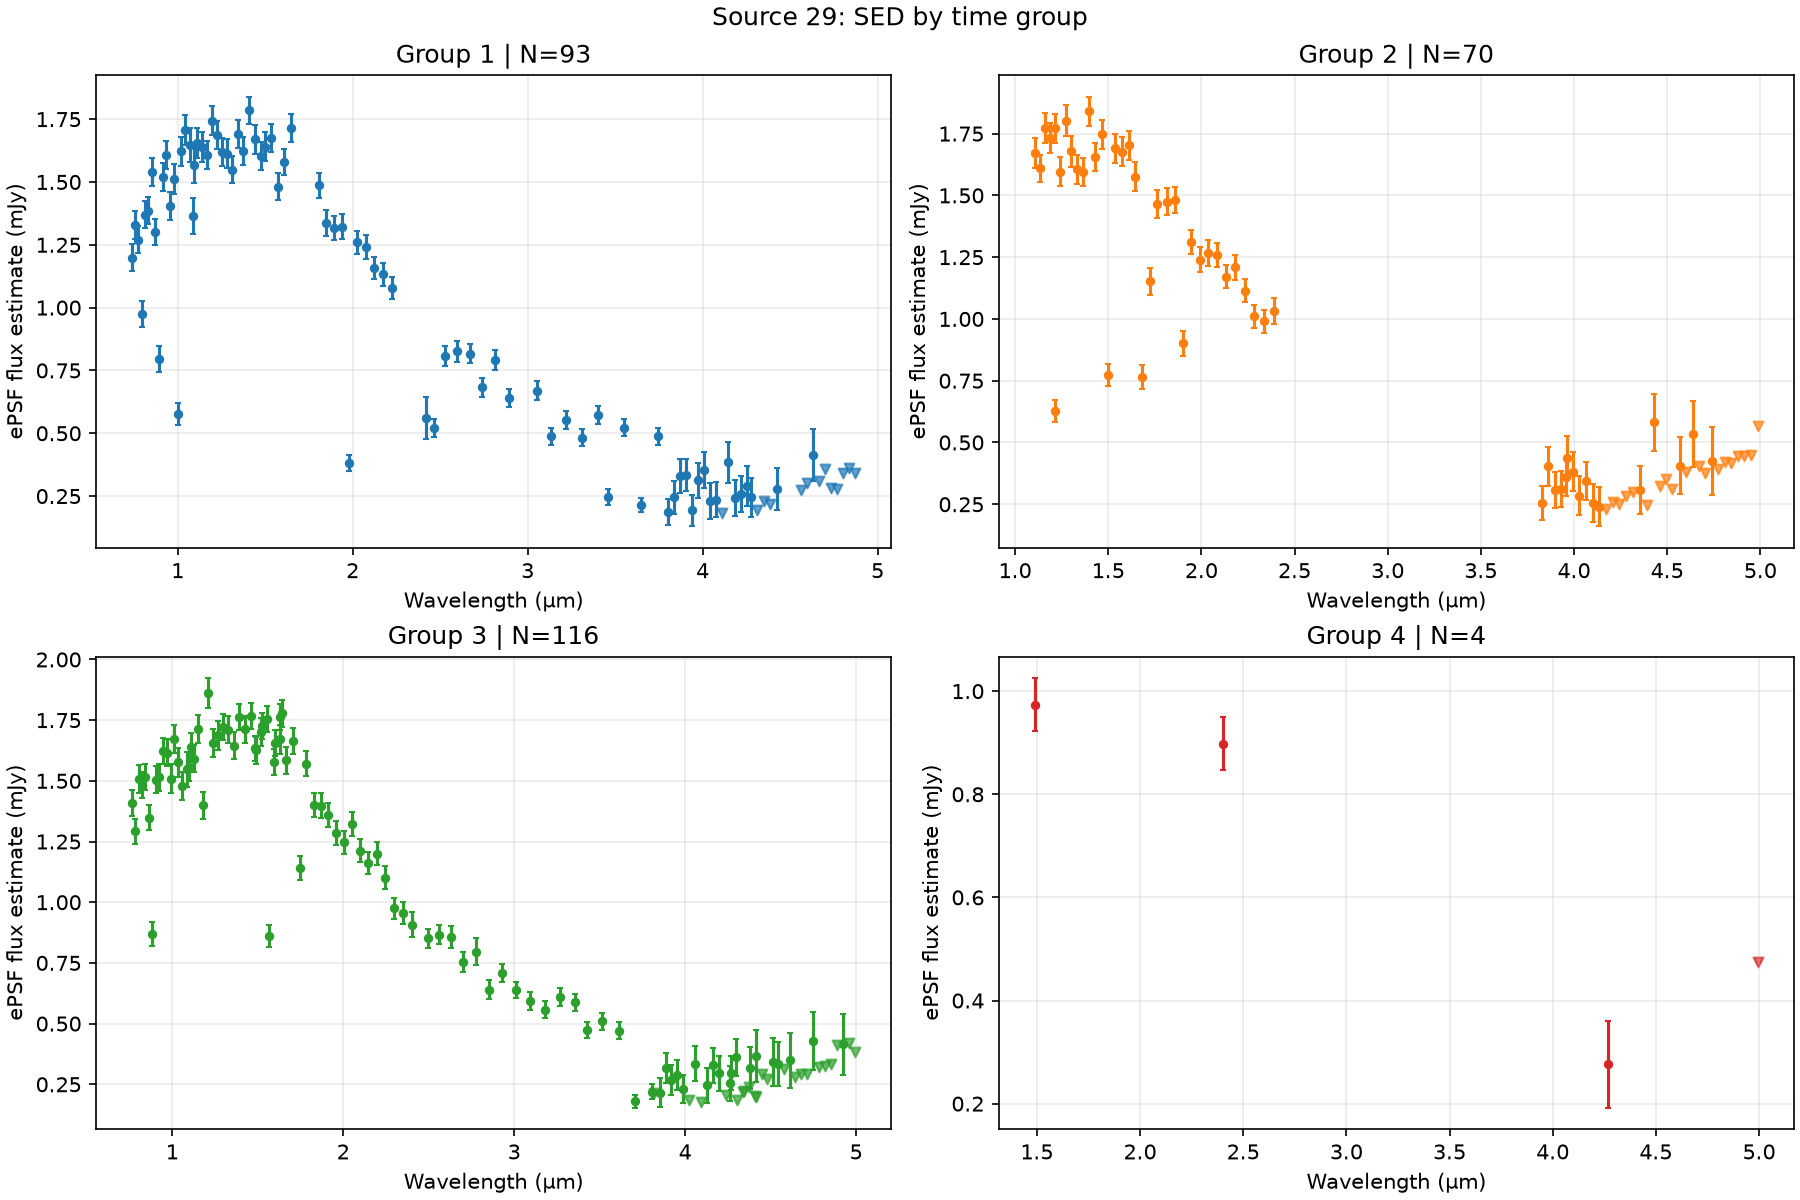 Source 29: SED by time group
Group 1 | N=93
ePSF flux estimate (mJy)
1.75
1.50
1.25
1.00
0.75
0.50
0.25
1 2 3 4 5
Wavelength (µm)
Group 2 | N=70
ePSF flux estimate (mJy)
1.75
1.50
1.25
1.00
0.75
0.50
0.25
1.0 1.5 2.0 2.5 3.0 3.5 4.0 4.5 5.0
Wavelength (µm)
Group 3 | N=116
ePSF flux estimate (mJy)
2.00
1.75
1.50
1.25
1.00
0.75
0.50
0.25
1 2 3 4 5
Wavelength (µm)
Group 4 | N=4
ePSF flux estimate (mJy)
1.0
0.8
0.6
0.4
0.2
1.5 2.0 2.5 3.0 3.5 4.0 4.5 5.0
Wavelength (µm)